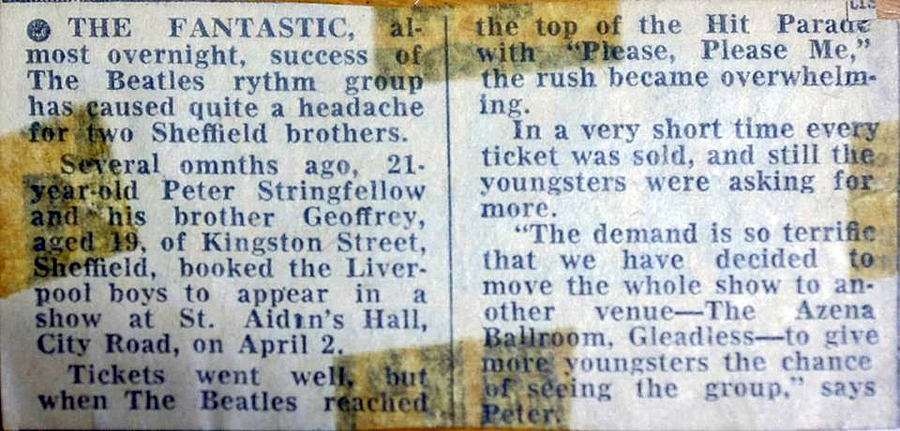 THE FANTASTIC, al-
most overnight, success of
The Beatles rythm group
has caused quite a headache
for two Sheffield brothers.
Several omnths ago, 21-
year-old Peter Stringfellow
and his brother Geoffrey,
aged 19, of Kingston Street,
Sheffield, booked the Liver-
pool boys to appear in a
show at St. Aidan's Hall,
City Road, on April 2.
Tickets went well, but
when The Beatles reached
the top of the Hit Parade
with "Please, Please Me,"
the rush became overwhelm-
ing.
In a very short time every
ticket was sold, and still the
youngsters were asking for
more.
"The demand is so terrific
that we have decided to
move the whole show to an-
other venue—The Azena
Ballroom, Gleadless—to give
more youngsters the chance
of seeing the group," says
Peter.